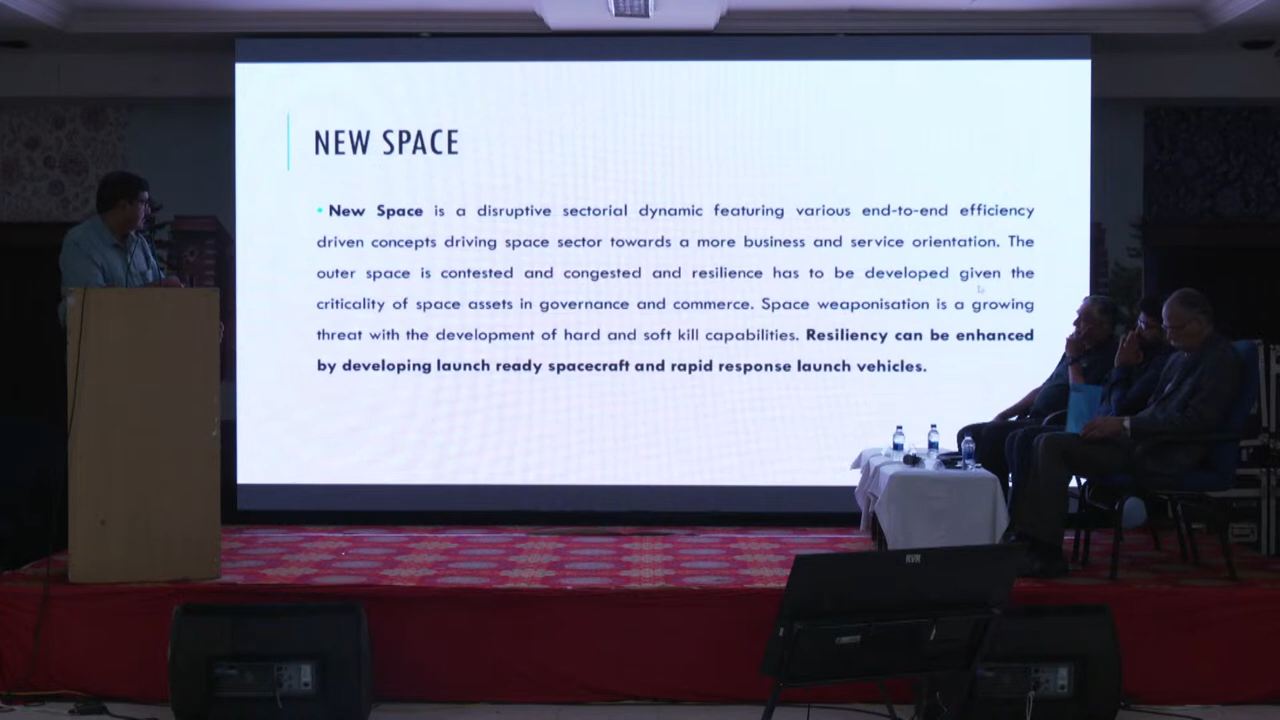 NEW SPACE
• New Space is a disruptive sectorial dynamic featuring various end-to-end efficiency
driven concepts driving space sector towards a more business and service orientation. The
outer space is contested and congested and resilience has to be developed given the
criticality of space assets in governance and commerce. Space weaponisation is a growing
threat with the development of hard and soft kill capabilities. Resiliency can be enhanced
by developing launch ready spacecraft and rapid response launch vehicles.